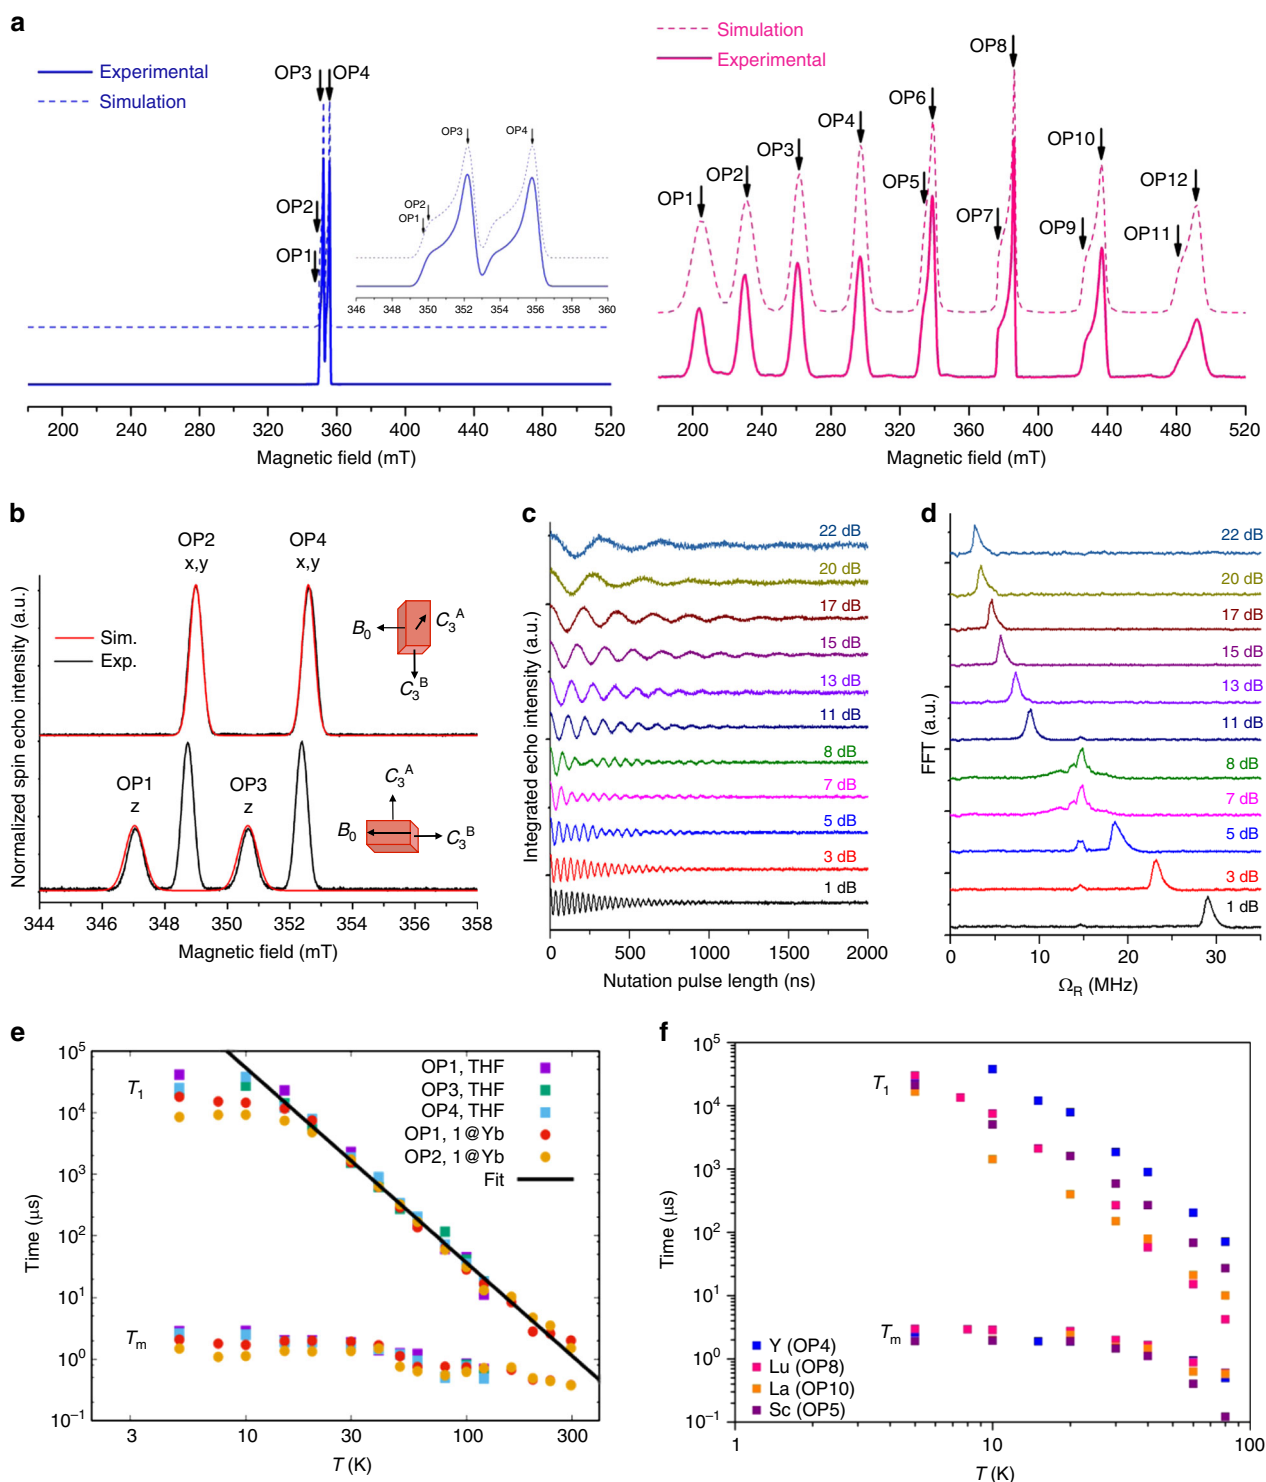 a
Experimental
Simulation
OP3
OP4
OP2
OP1
OP3
OP4
OP2
OP1
346 348 350 352 354 356 358 360
200 240 280 320 360 400 440 480 520
Magnetic field (mT)
Simulation
Experimental
OP1
OP2
OP3
OP4
OP5
OP6
OP7
OP8
OP9
OP10
OP11
OP12
200 240 280 320 360 400 440 480 520
Magnetic field (mT)
b
Normalized spin echo intensity (a.u.)
OP2
x,y
OP4
x,y
Sim.
Exp.
B0
C3A
C3B
OP1
z
OP3
z
C3A
B0
C3B
344 346 348 350 352 354 356 358
Magnetic field (mT)
c
Integrated echo intensity (a.u.)
22 dB
20 dB
17 dB
15 dB
13 dB
11 dB
8 dB
7 dB
5 dB
3 dB
1 dB
0 500 1000 1500 2000
Nutation pulse length (ns)
d
FFT (a.u.)
22 dB
20 dB
17 dB
15 dB
13 dB
11 dB
8 dB
7 dB
5 dB
3 dB
1 dB
0 10 20 30
ΩR (MHz)
e
Time (µs)
10^5
10^4
10^3
10^2
10^1
10^0
10^−1
T1
Tm
OP1, THF
OP3, THF
OP4, THF
OP1, 1@Yb
OP2, 1@Yb
Fit
3 10 30 100 300
T (K)
f
Time (µs)
10^5
10^4
10^3
10^2
10^1
10^0
10^−1
T1
Tm
Y (OP4)
Lu (OP8)
La (OP10)
Sc (OP5)
1 10 100
T (K)